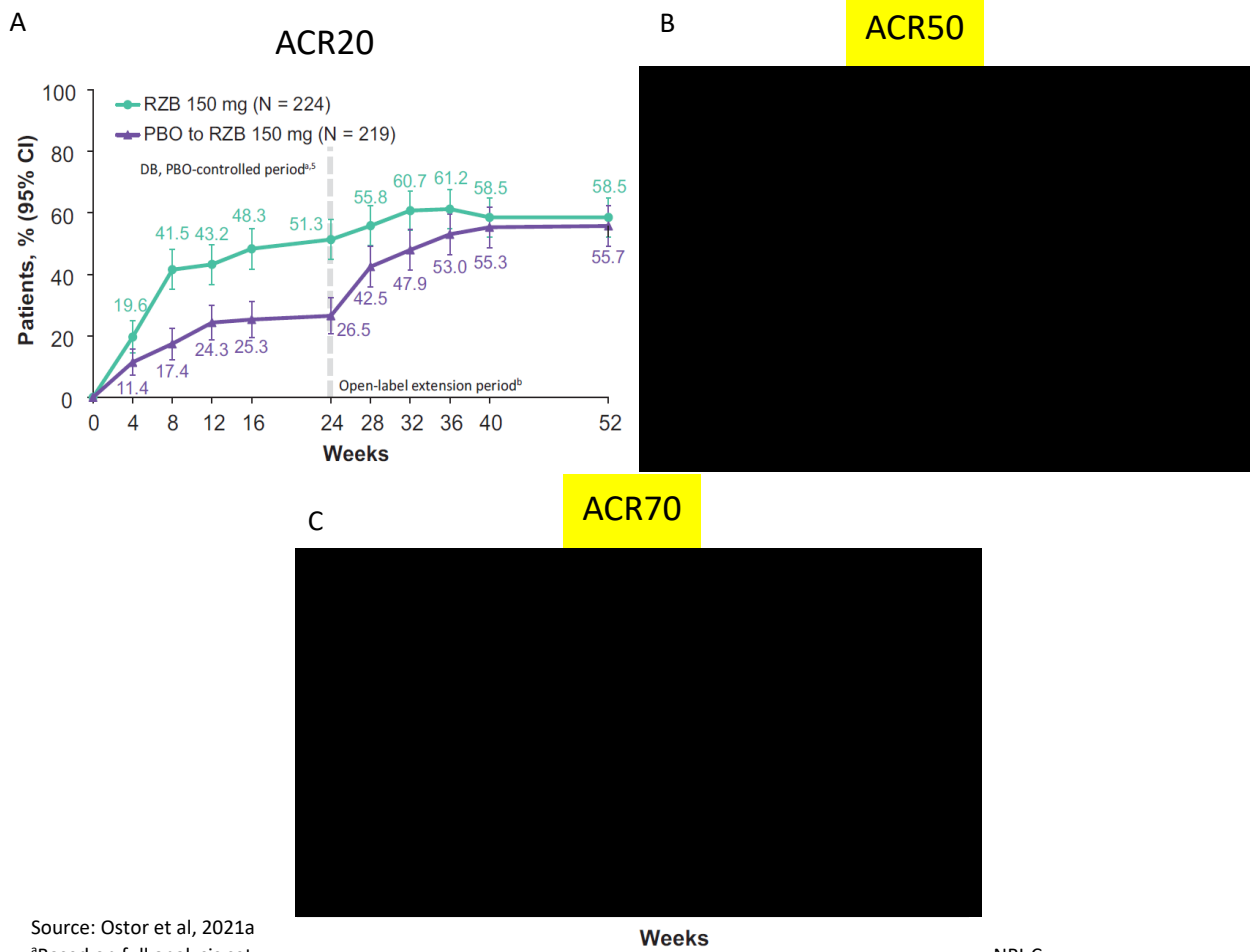 A
ACR20
B
ACR50
100
80
60
40
20
0
Patients, % (95% CI)
RZB 150 mg (N = 224)
PBO to RZB 150 mg (N = 219)
DB, PBO-controlled periodᵃ,⁵
19.6
41.5 43.2
48.3
51.3
55.8
60.7 61.2
58.5
58.5
11.4
17.4
24.3 25.3
26.5
42.5
47.9
53.0
55.3
55.7
Open-label extension periodᵇ
0 4 8 12 16 24 28 32 36 40 52
Weeks
C
ACR70
Source: Ostor et al, 2021a
Weeks